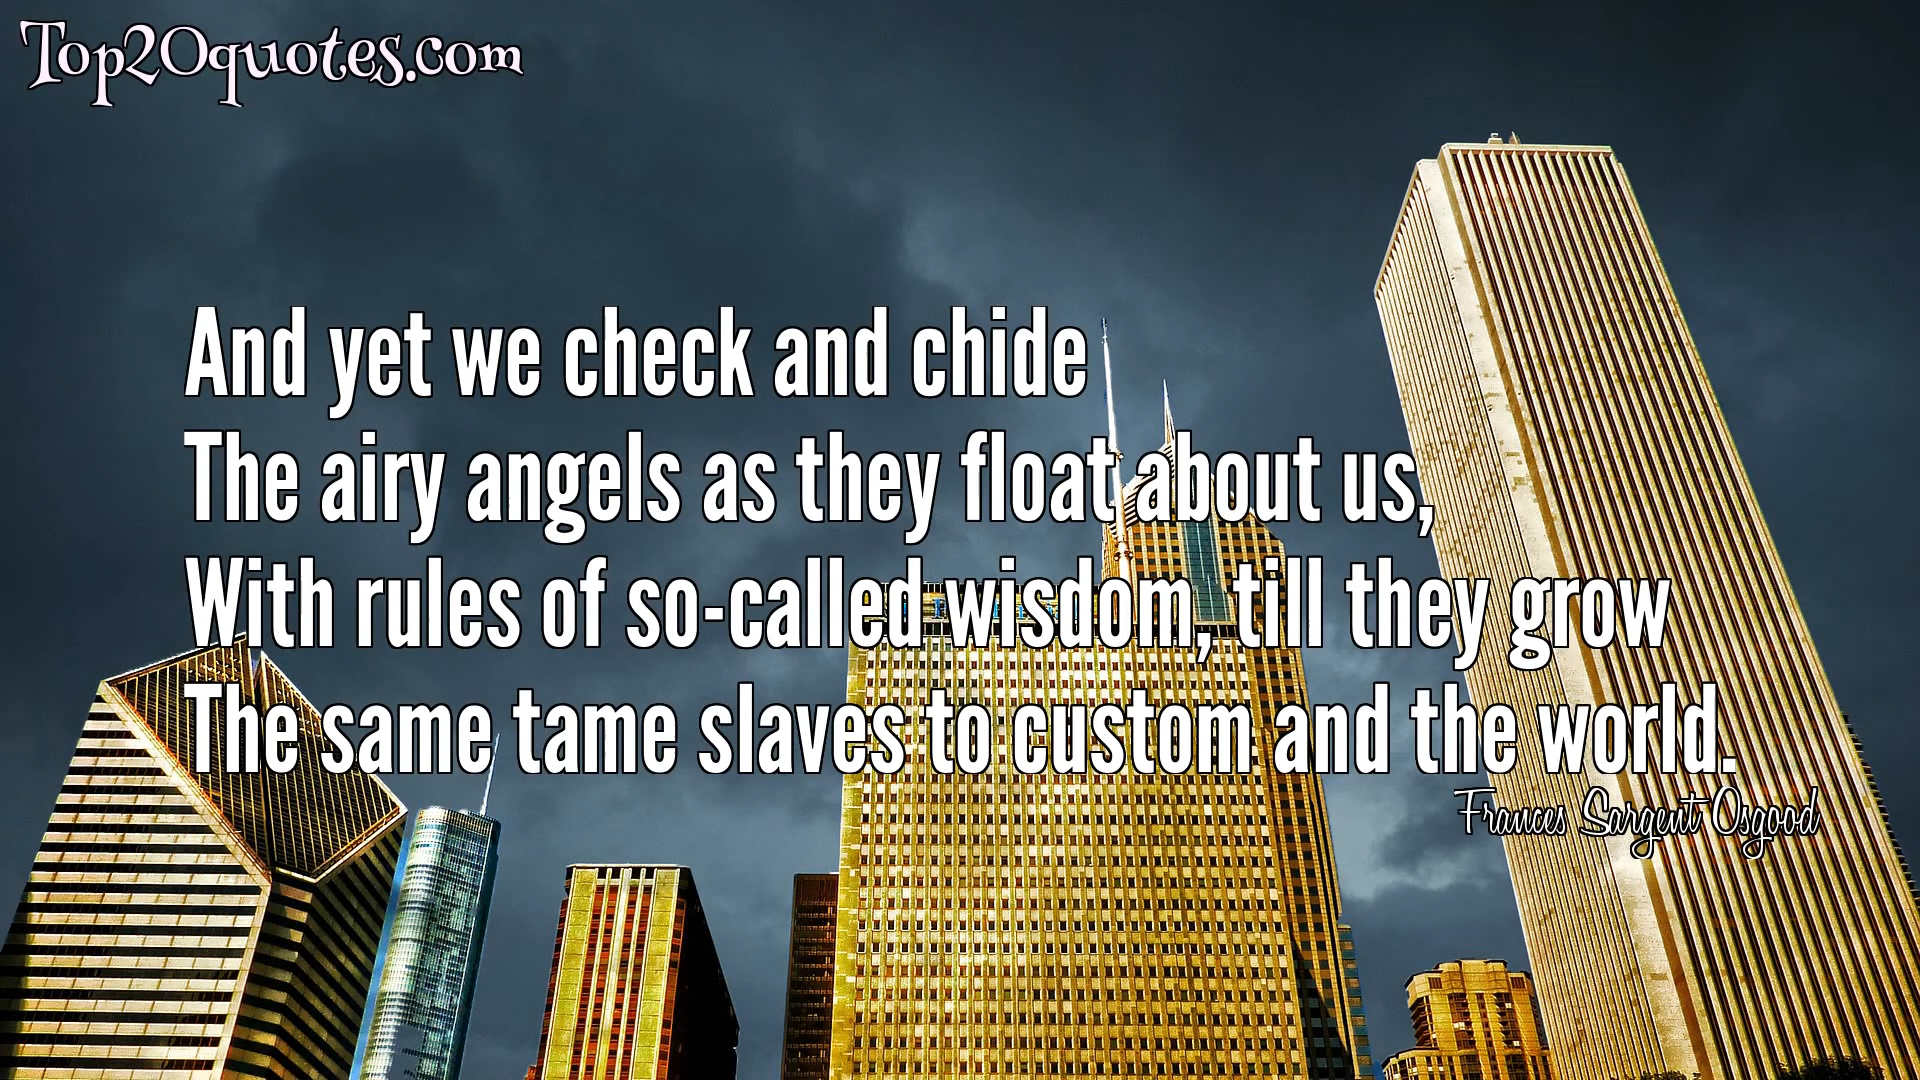 Top20quotes.com
And yet we check and chide
The airy angels as they float about us,
With rules of so-called wisdom, till they grow
The same tame slaves to custom and the world.
Frances Sargent Osgood